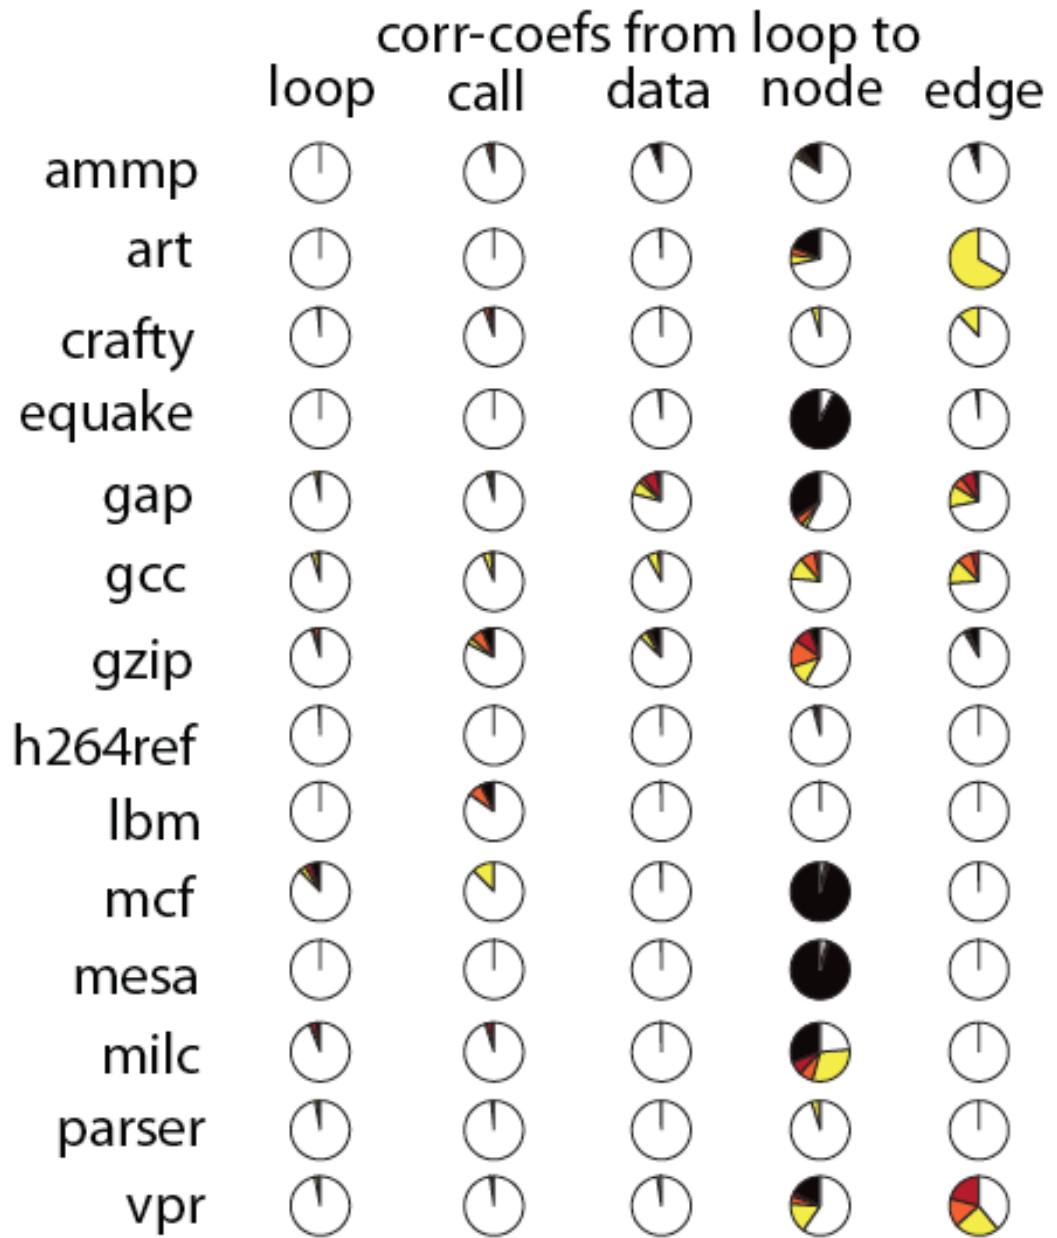 corr-coefs from loop to
loop call data node edge
ammp
art
crafty
equake
gap
gcc
gzip
h264ref
lbm
mcf
mesa
milc
parser
vpr